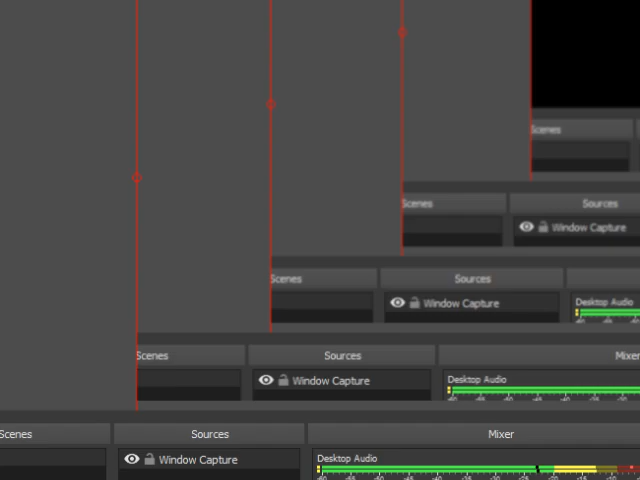 Scenes
Scenes Sources
Window Capture
Scenes Sources
Window Capture Desktop Audio
Scenes Sources Mixer
Window Capture Desktop Audio
Scenes Sources Mixer
Window Capture Desktop Audio